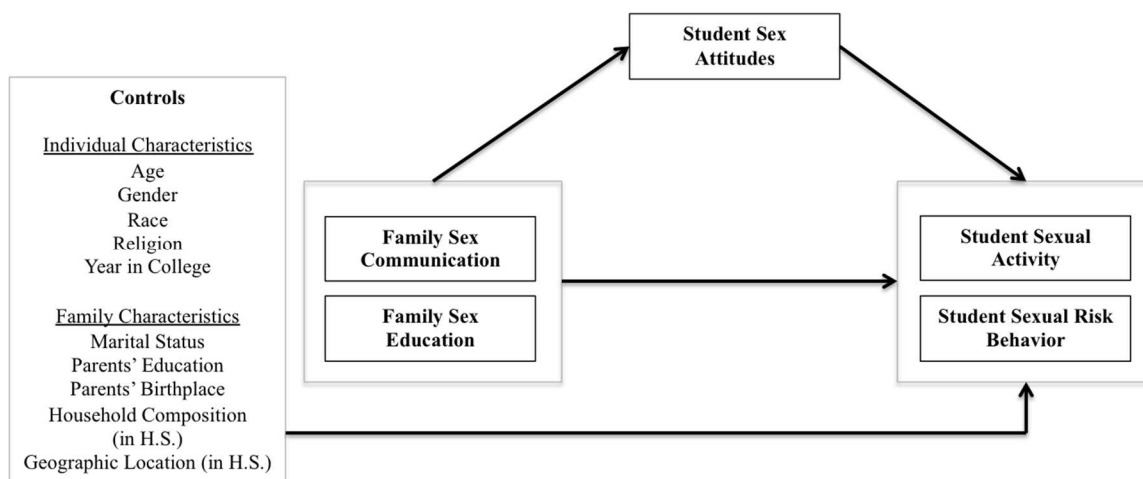 Student Sex
Attitudes
Controls
Individual Characteristics
Age
Gender
Race
Religion
Year in College
Family Characteristics
Marital Status
Parents’ Education
Parents’ Birthplace
Household Composition
(in H.S.)
Geographic Location (in H.S.)
Family Sex
Communication
Family Sex
Education
Student Sexual
Activity
Student Sexual Risk
Behavior